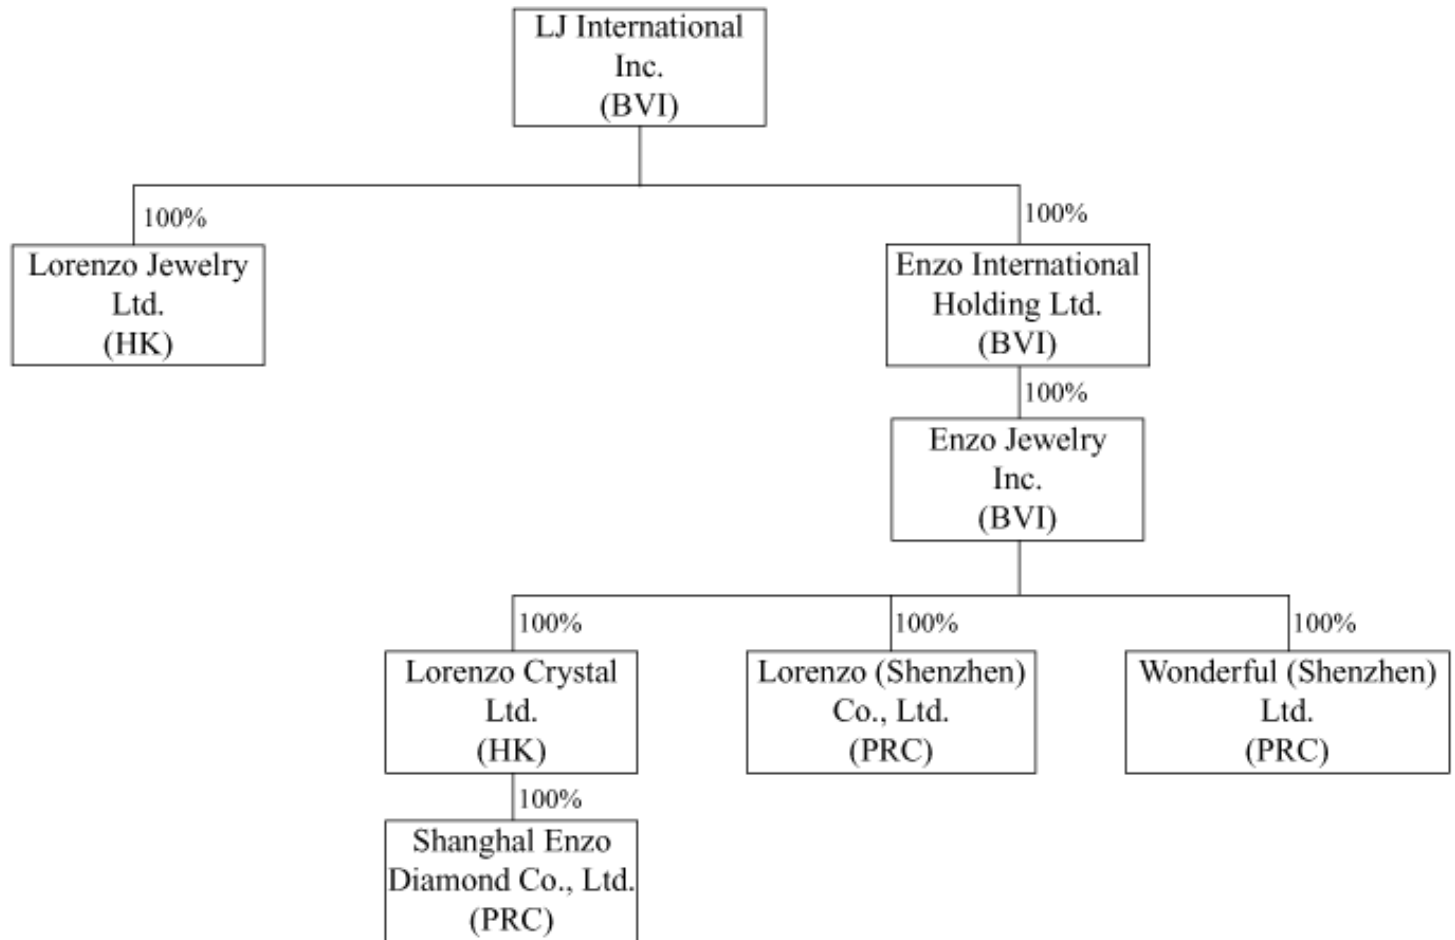 LJ International
Inc.
(BVI)
100%
100%
Lorenzo Jewelry
Ltd.
(HK)
Enzo International
Holding Ltd.
(BVI)
100%
Enzo Jewelry
Inc.
(BVI)
100%
100%
100%
Lorenzo Crystal
Ltd.
(HK)
Lorenzo (Shenzhen)
Co., Ltd.
(PRC)
Wonderful (Shenzhen)
Ltd.
(PRC)
100%
Shanghal Enzo
Diamond Co., Ltd.
(PRC)